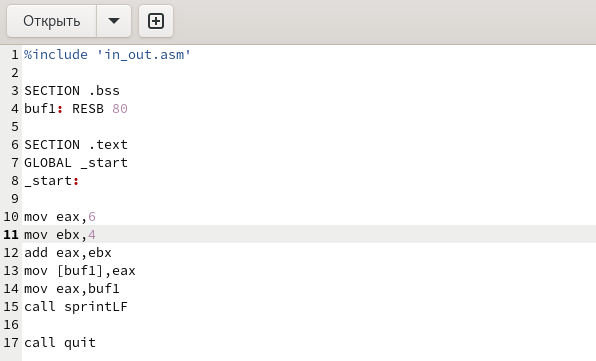 Открыть
1 %include 'in_out.asm'
2
3 SECTION .bss
4 buf1: RESB 80
5
6 SECTION .text
7 GLOBAL _start
8 _start:
9
10 mov eax,6
11 mov ebx,4
12 add eax,ebx
13 mov [buf1],eax
14 mov eax,buf1
15 call sprintLF
16
17 call quit